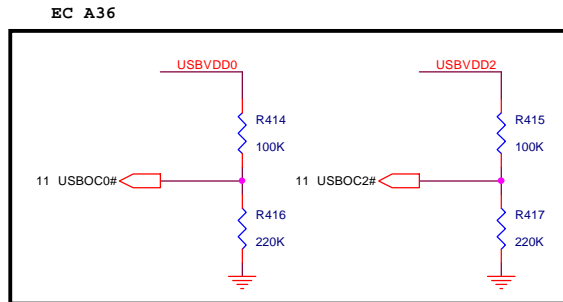 EC A36
USBVDD0 USBVDD2
R414 R415
100K 100K
11 USBOC0# 11 USBOC2#
R416 R417
220K 220K